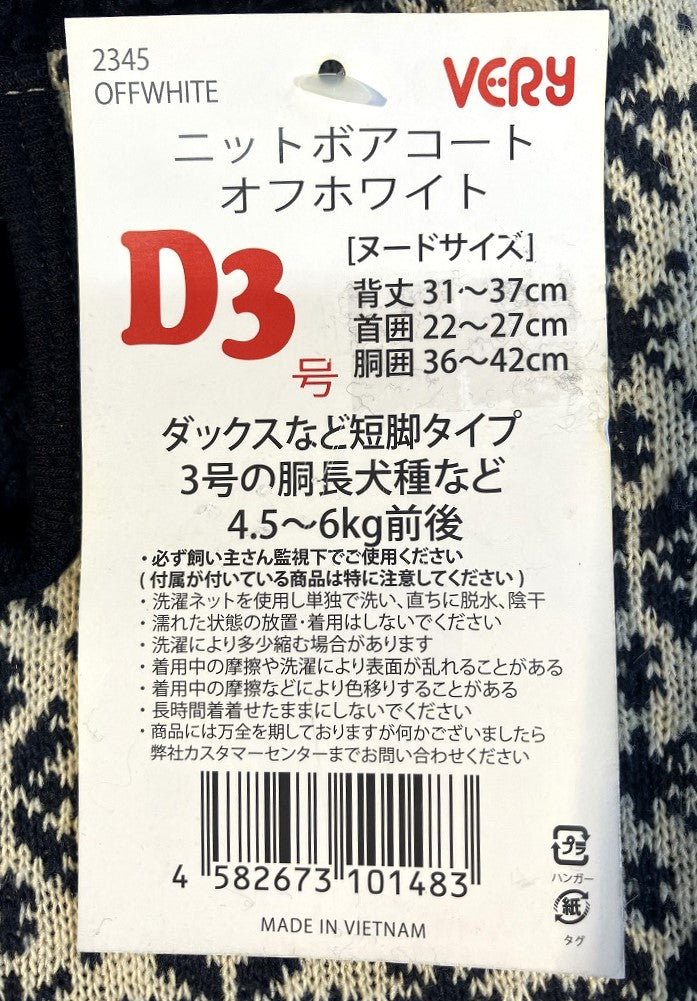 2345
OFFWHITE
VERY
ニットボアコート
オフホワイト
D3号
[ヌードサイズ]
背丈 31〜37cm
首囲 22〜27cm
胴囲 36〜42cm
ダックスなど短脚タイプ
3号の胴長犬種など
4.5〜6kg前後
・必ず飼い主さん監視下でご使用ください
(付属が付いている商品は特に注意してください)
・洗濯ネットを使用し単独で洗い、直ちに脱水、陰干
・濡れた状態の放置・着用はしないでください
・洗濯により多少縮む場合があります
・着用中の摩擦や洗濯により表面が乱れることがある
・着用中の摩擦などにより色移りすることがある
・長時間着着せたままにしないでください
・商品には万全を期しておりますが何かございましたら
弊社カスタマーセンターまでお問い合わせください
4 582673 101483
プラ
ハンガー
紙
タグ
MADE IN VIETNAM